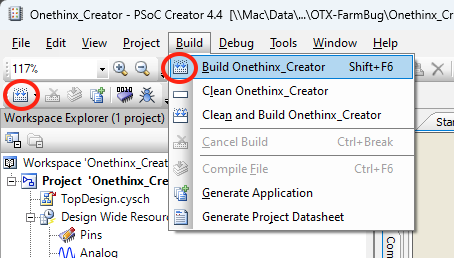 Onethinx_Creator - PSoC Creator 4.4 [\\Mac\Data\...\OTX-FarmBug\Onethinx_C
File Edit View Project Build Debug Tools Window Help
117%
Build Onethinx_Creator Shift+F6
Clean Onethinx_Creator
Clean and Build Onethinx_Creator
Cancel Build Ctrl+Break
Compile File Ctrl+F6
Generate Application
Generate Project Datasheet
Workspace Explorer (1 project)
Workspace 'Onethinx_Crea
Project 'Onethinx_Cre
TopDesign.cysch
Design Wide Resource
Pins
Analog
Star
Com